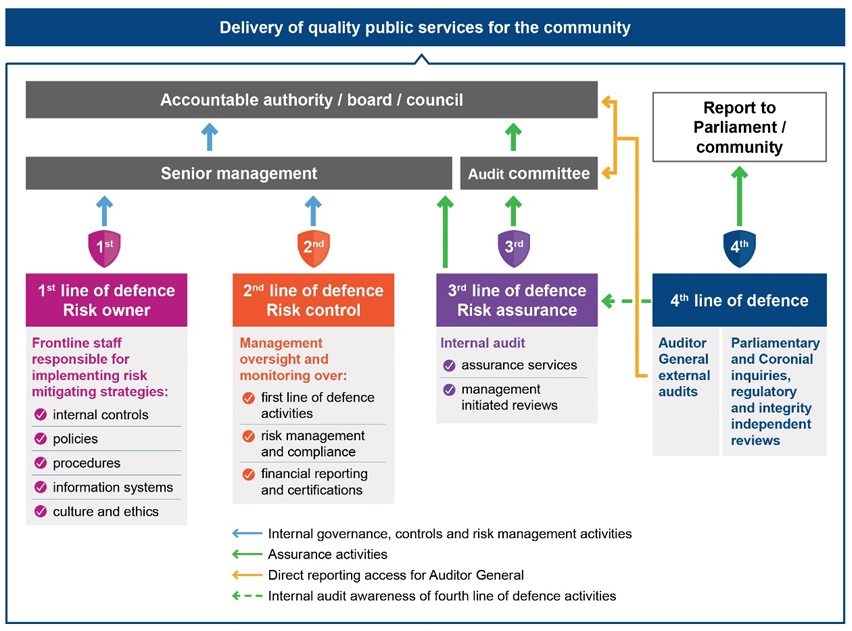 Delivery of quality public services for the community
Accountable authority / board / council
Report to
Parliament /
community
Senior management
Audit committee
1st
2nd
3rd
4th
1st line of defence
Risk owner
2nd line of defence
Risk control
3rd line of defence
Risk assurance
4th line of defence
Frontline staff
responsible for
implementing risk
mitigating strategies:
internal controls
policies
procedures
information systems
culture and ethics
Management
oversight and
monitoring over:
first line of defence
activities
risk management
and compliance
financial reporting
and certifications
Internal audit
assurance services
management
initiated reviews
Auditor
General
external
audits
Parliamentary
and Coronial
inquiries,
regulatory
and integrity
independent
reviews
Internal governance, controls and risk management activities
Assurance activities
Direct reporting access for Auditor General
Internal audit awareness of fourth line of defence activities